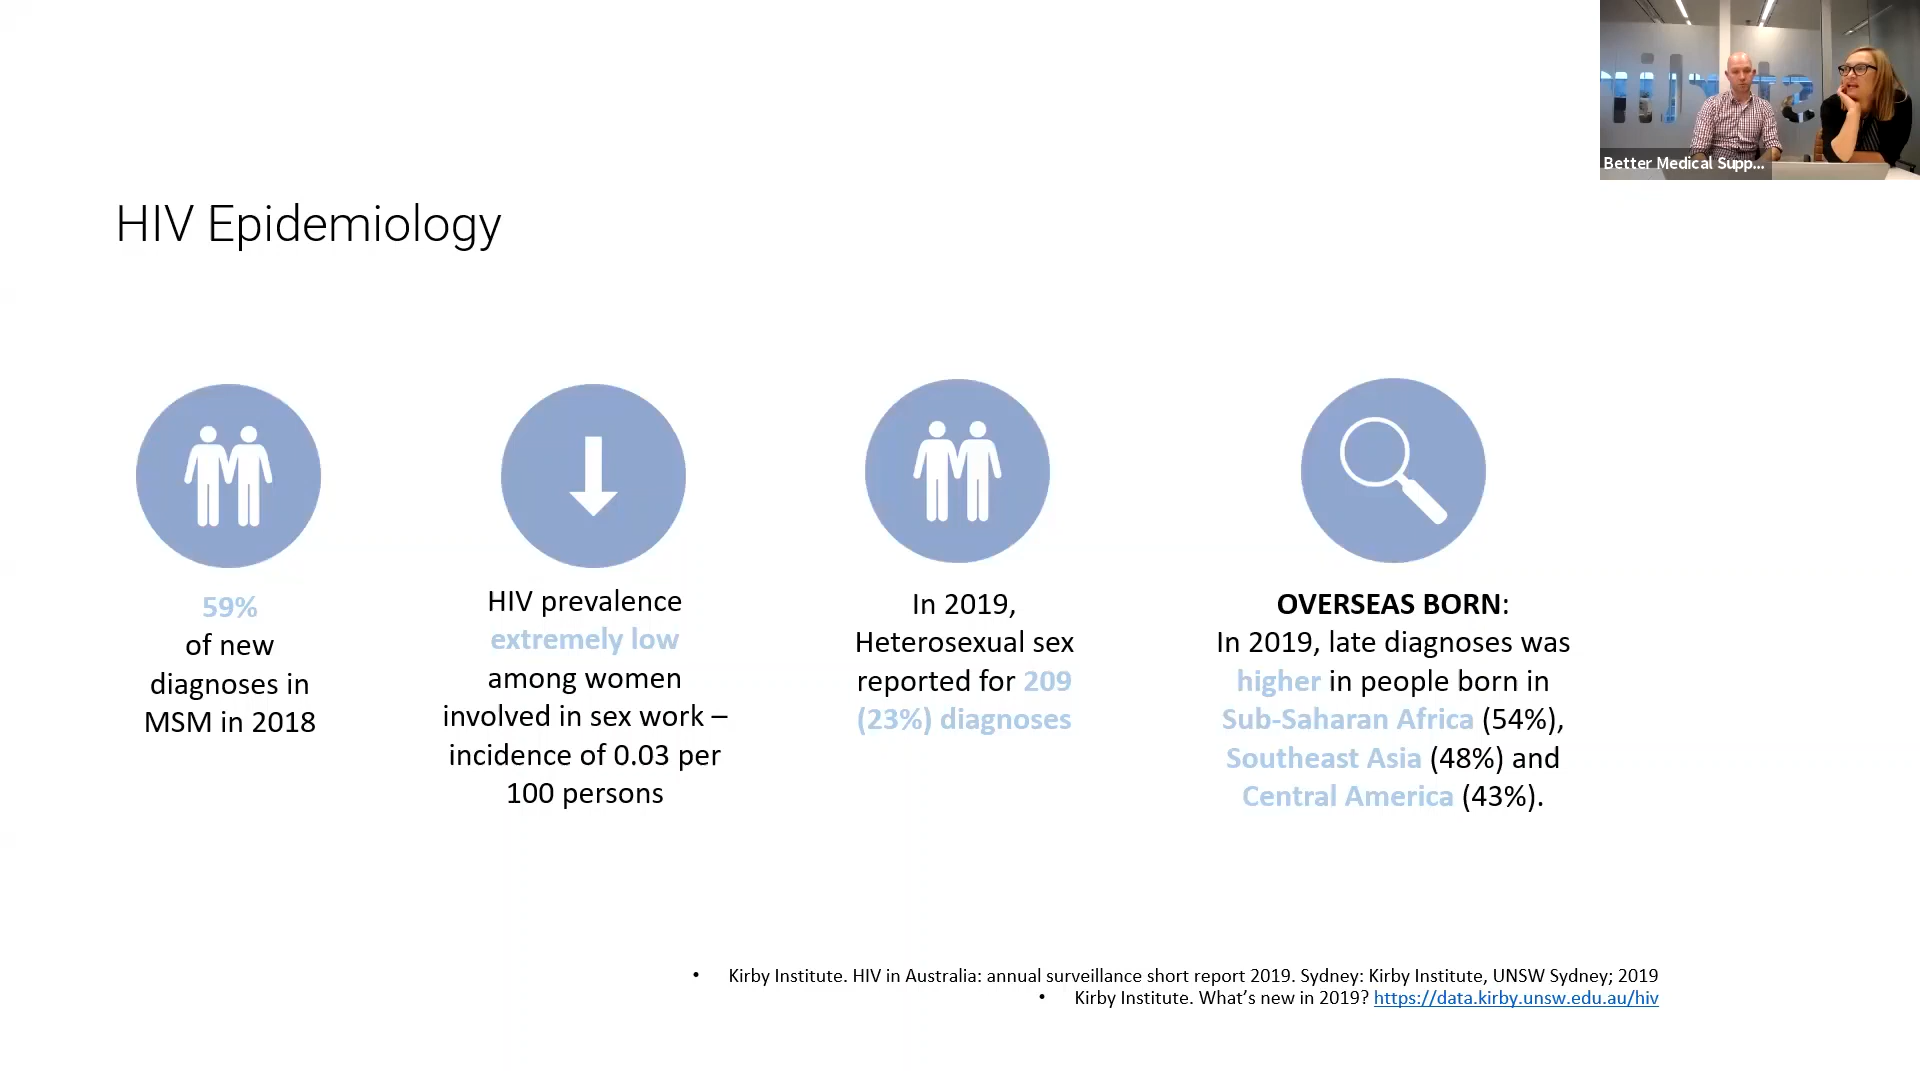 Better Medical Supp...
HIV Epidemiology
59%
of new
diagnoses in
MSM in 2018
HIV prevalence
extremely low
among women
involved in sex work –
incidence of 0.03 per
100 persons
In 2019,
Heterosexual sex
reported for 209
(23%) diagnoses
OVERSEAS BORN:
In 2019, late diagnoses was
higher in people born in
Sub-Saharan Africa (54%),
Southeast Asia (48%) and
Central America (43%).
• Kirby Institute. HIV in Australia: annual surveillance short report 2019. Sydney: Kirby Institute, UNSW Sydney; 2019
• Kirby Institute. What’s new in 2019? https://data.kirby.unsw.edu.au/hiv